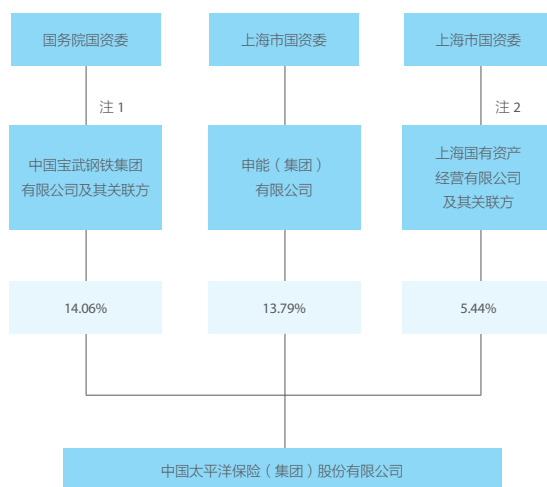 国务院国资委
上海市国资委
上海市国资委
注 1
注 2
中国宝武钢铁集团
有限公司及其关联方
申能（集团）
有限公司
上海国有资产
经营有限公司
及其关联方
14.06%
13.79%
5.44%
中国太平洋保险（集团）股份有限公司